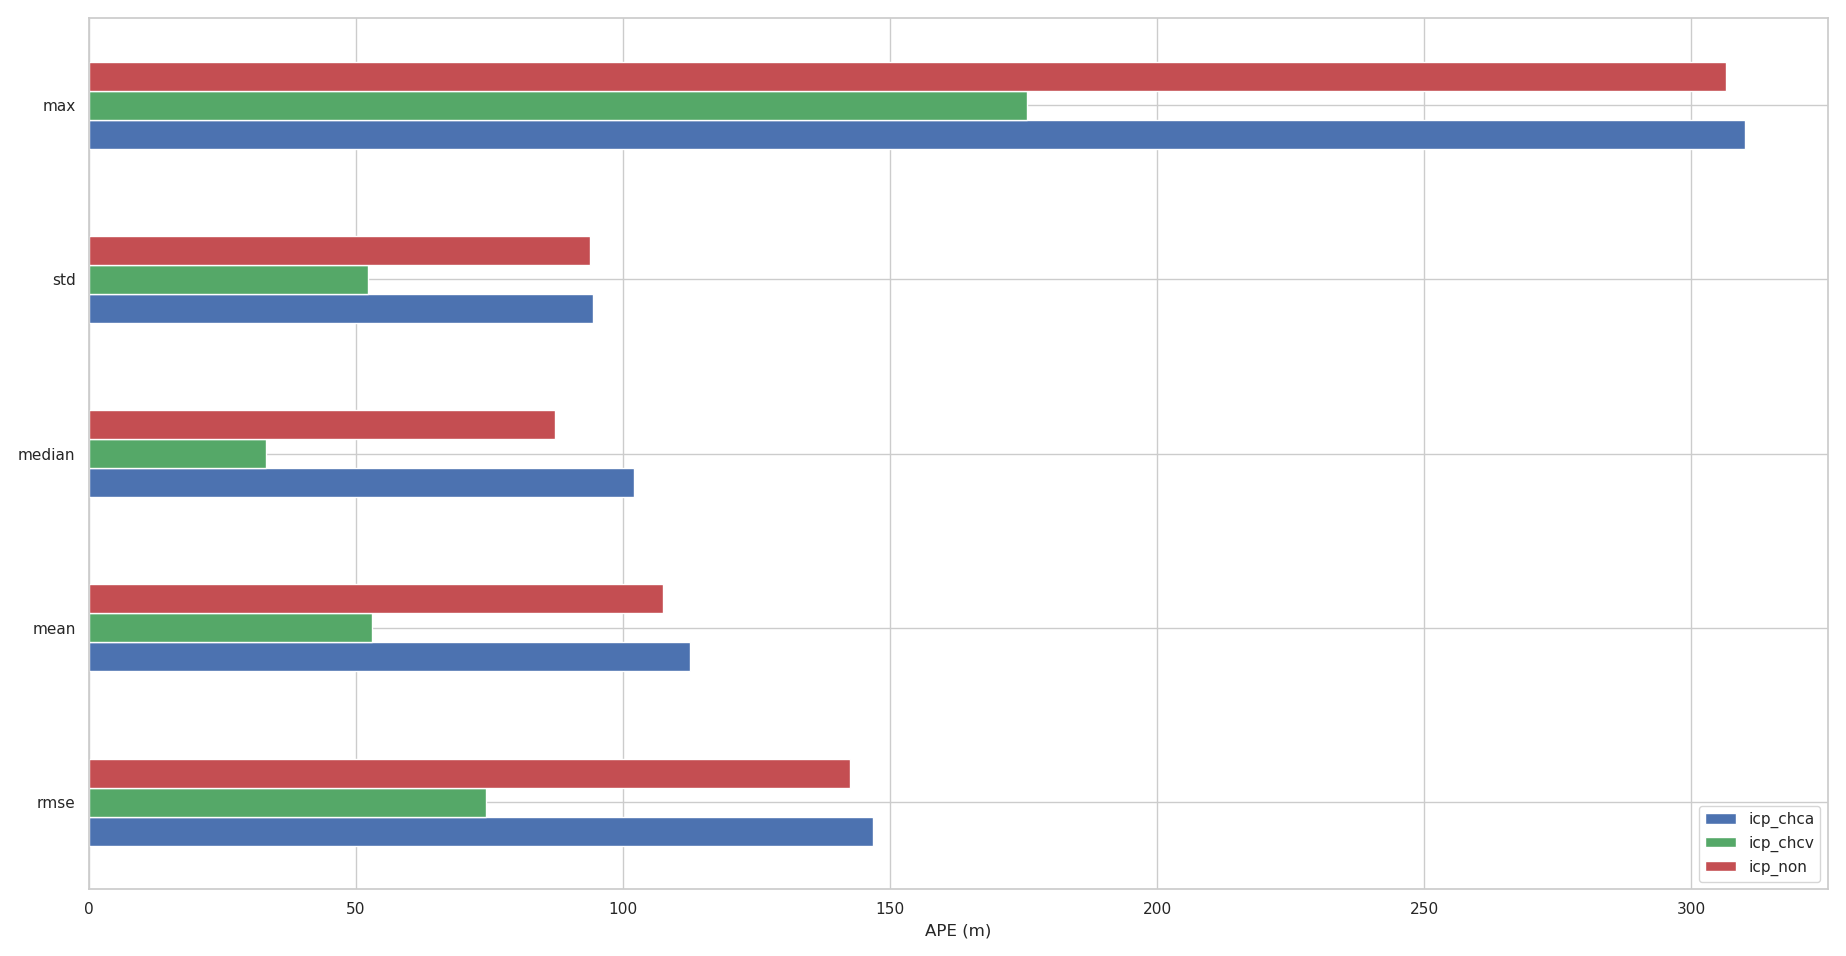 max
std
median
mean
rmse
icp_chca
icp_chcv
icp_non
0 50 100 150 200 250 300
APE (m)